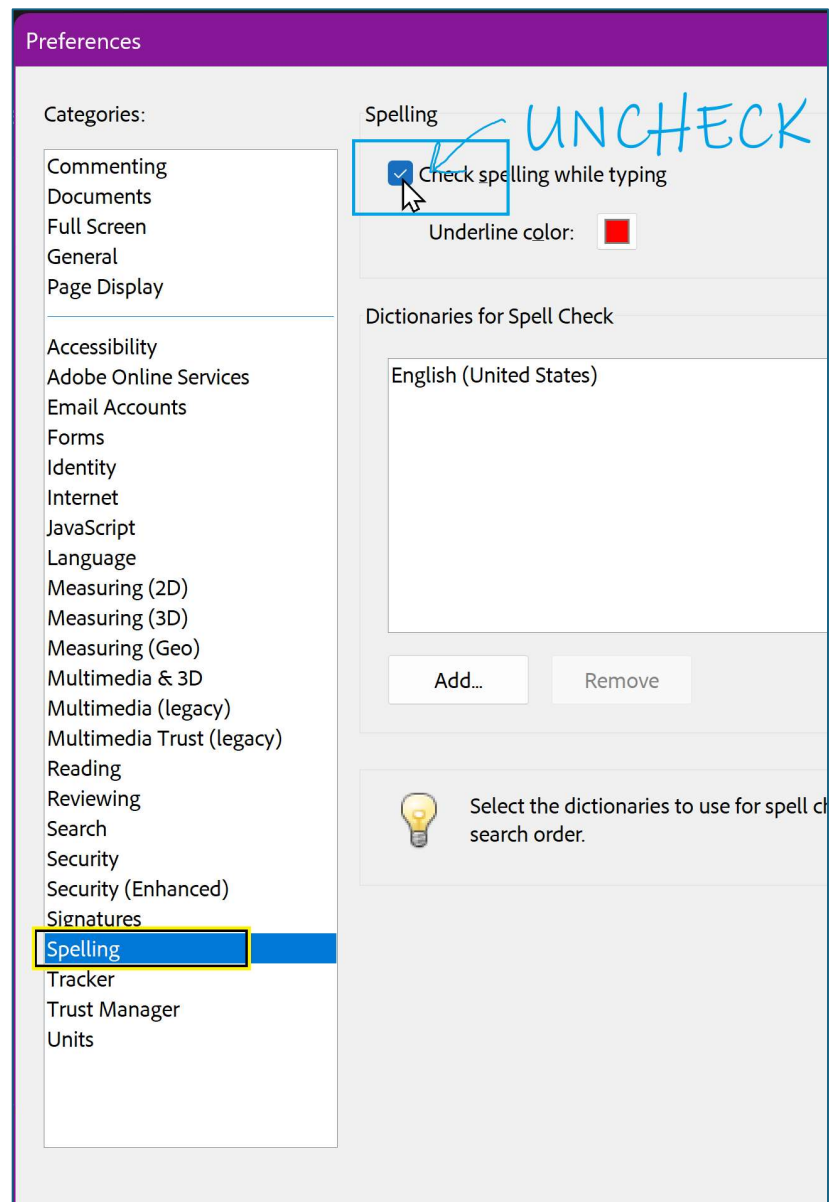 Preferences
Categories:
Commenting
Documents
Full Screen
General
Page Display
Accessibility
Adobe Online Services
Email Accounts
Forms
Identity
Internet
JavaScript
Language
Measuring (2D)
Measuring (3D)
Measuring (Geo)
Multimedia & 3D
Multimedia (legacy)
Multimedia Trust (legacy)
Reading
Reviewing
Search
Security
Security (Enhanced)
Signatures
Spelling
Tracker
Trust Manager
Units
Spelling
UNCHECK
Check spelling while typing
Underline color:
Dictionaries for Spell Check
English (United States)
Add... Remove
Select the dictionaries to use for spell
search order.